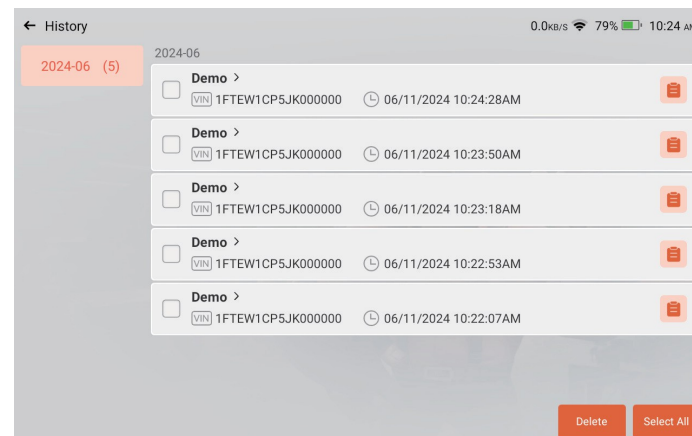 ← History 0.0KB/S 79% 10:24 AM
2024-06 (5)
2024-06
Demo >
VIN 1FTEW1CP5JK000000 06/11/2024 10:24:28AM
Demo >
VIN 1FTEW1CP5JK000000 06/11/2024 10:23:50AM
Demo >
VIN 1FTEW1CP5JK000000 06/11/2024 10:23:18AM
Demo >
VIN 1FTEW1CP5JK000000 06/11/2024 10:22:53AM
Demo >
VIN 1FTEW1CP5JK000000 06/11/2024 10:22:07AM
Delete Select All